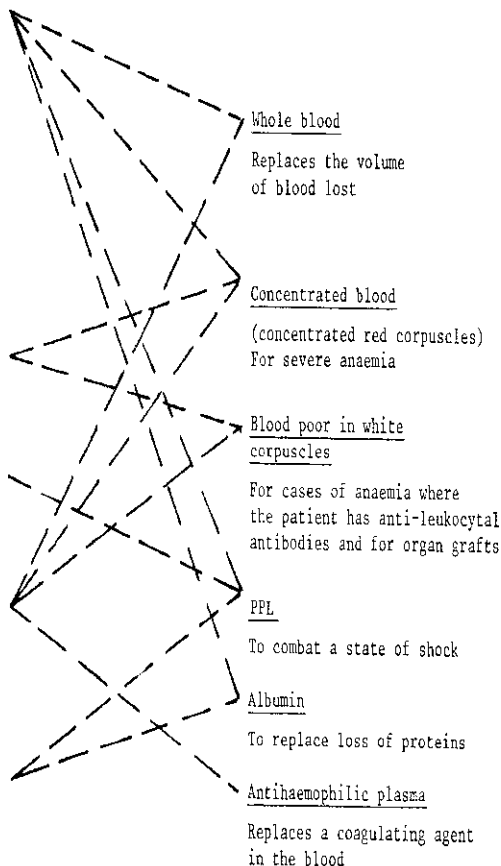 Whole blood
Replaces the volume
of blood lost
Concentrated blood
(concentrated red corpuscles)
For severe anaemia
Blood poor in white
corpuscles
For cases of anaemia where
the patient has anti-leukocytal
antibodies and for organ grafts
PPL
To combat a state of shock
Albumin
To replace loss of proteins
Antihaemophilic plasma
Replaces a coagulating agent
in the blood